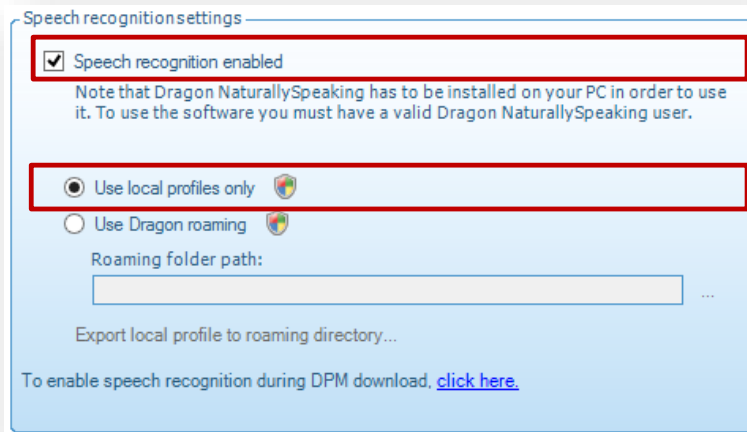 Speech recognition settings
Speech recognition enabled
Note that Dragon NaturallySpeaking has to be installed on your PC in order to use
it. To use the software you must have a valid Dragon NaturallySpeaking user.
Use local profiles only
Use Dragon roaming
Roaming folder path:
...
Export local profile to roaming directory...
To enable speech recognition during DPM download, click here.